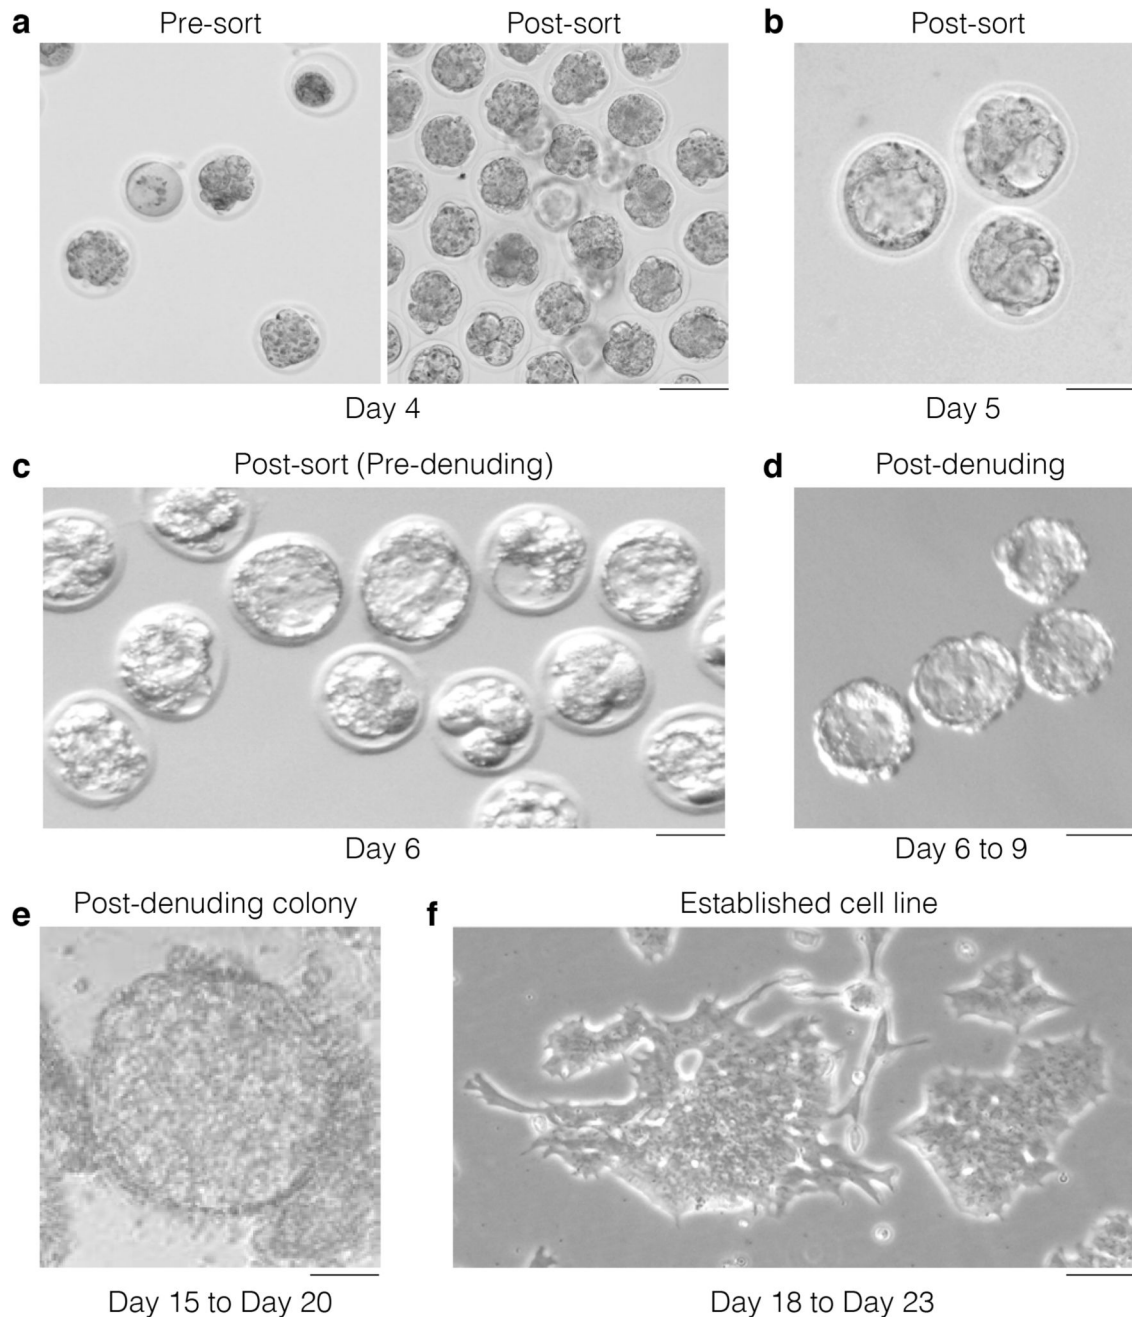 a Pre-sort Post-sort
b Post-sort
Day 4
Day 5
c Post-sort (Pre-denuding)
d Post-denuding
Day 6
Day 6 to 9
e Post-denuding colony
f Established cell line
Day 15 to Day 20
Day 18 to Day 23